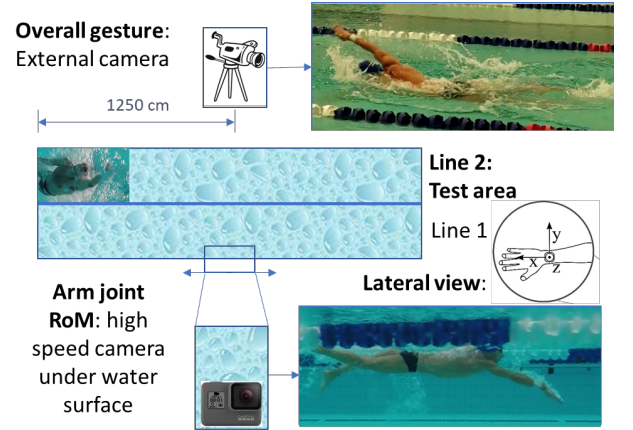 Overall gesture:
External camera
1250 cm
Line 2:
Test area
Line 1
y
x
z
Lateral view:
Arm joint
RoM: high
speed camera
under water
surface